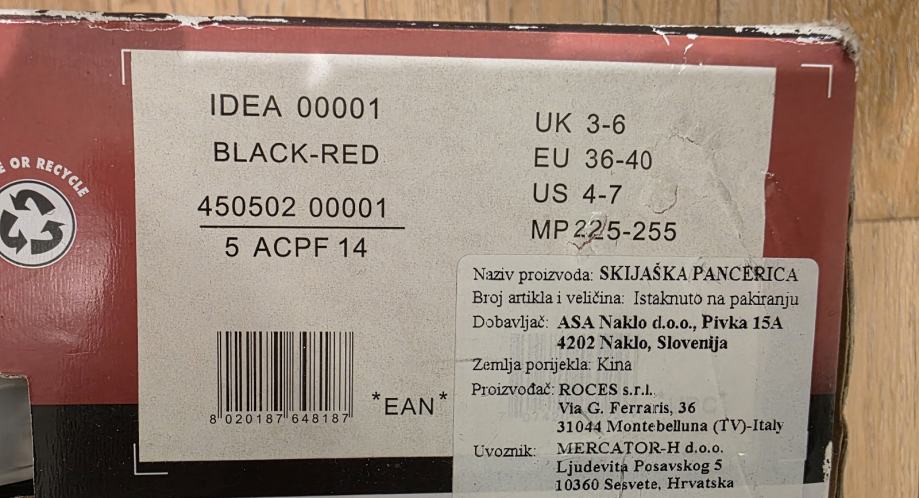 IDEA 00001
BLACK-RED
450502 00001
5 ACPF 14
UK 3-6
EU 36-40
US 4-7
MP 225-255
E OR RECYCLE
8 020187 648187
*EAN*
Naziv proizvoda: SKIJAŠKA PANCERICA
Broj artikla i veličina: Istaknuto na pakiranju
Dobavljač: ASA Naklo d.o.o., Pivka 15A
4202 Naklo, Slovenija
Zemlja porijekla: Kina
Proizvođač: ROCES s.r.l.
Via G. Ferraris, 36
31044 Montebelluna (TV)-Italy
Uvoznik: MERCATOR-H d.o.o.
Ljudevita Posavskog 5
10360 Sesvete, Hrvatska